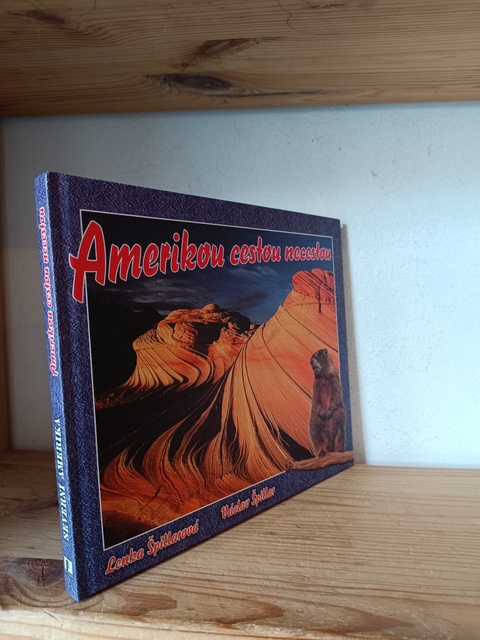 Amerikou cestou necestou
Lenka Špillarová
Václav Špillar
Amerikou cestou necestou
SEVERNÍ AMERIKA